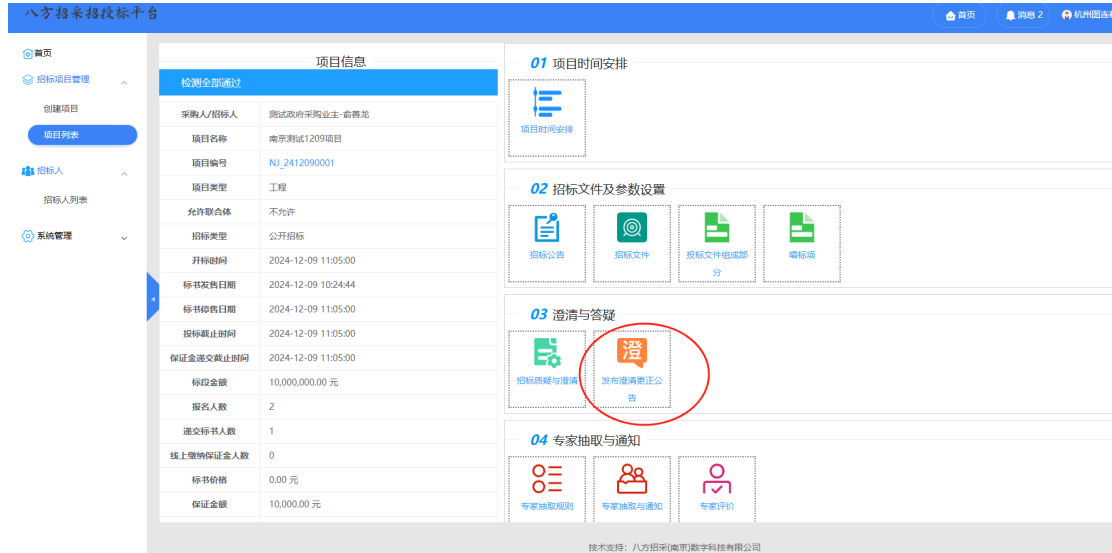 八方招采招投标平台
首页
消息 2
杭州图连
首页
招标项目管理
创建项目
项目列表
招标人
招标人列表
系统管理
项目信息
检测全部通过
采购人/招标人 测试政府采购业主-俞善龙
项目名称 南京测试1209项目
项目编号 NJ_2412090001
项目类型 工程
允许联合体 不允许
招标类型 公开招标
开标时间 2024-12-09 11:05:00
标书发售日期 2024-12-09 10:24:44
标书停售日期 2024-12-09 11:05:00
投标截止时间 2024-12-09 11:05:00
保证金递交截止时间 2024-12-09 11:05:00
标段金额 10,000,000.00 元
报名人数 2
递交标书人数 1
线上缴纳保证金人数 0
标书价格 0.00 元
保证金额 10,000.00 元
01 项目时间安排
项目时间安排
02 招标文件及参数设置
招标公告
招标文件
投标文件组成部
分
唱标项
03 澄清与答疑
招标质疑与澄清
澄
发布澄清更正公
告
04 专家抽取与通知
专家抽取规则
专家抽取与通知
专家评价
技术支持：八方招采(南京)数字科技有限公司